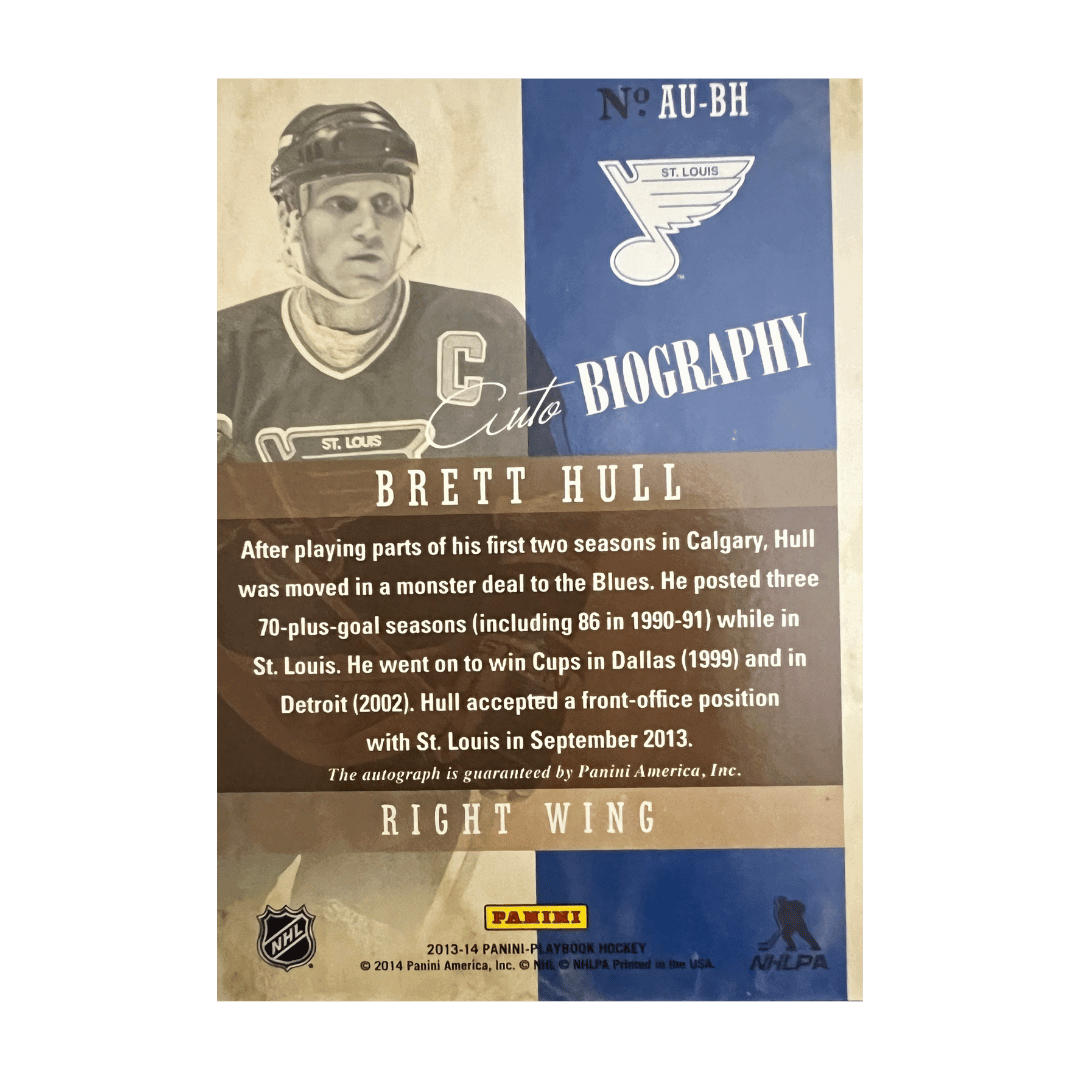 Nº. AU-BH
ST. LOUIS
™
Auto BIOGRAPHY
C
ST. LOUIS
BRETT HULL
After playing parts of his first two seasons in Calgary, Hull
was moved in a monster deal to the Blues. He posted three
70-plus-goal seasons (including 86 in 1990-91) while in
St. Louis. He went on to win Cups in Dallas (1999) and in
Detroit (2002). Hull accepted a front-office position
with St. Louis in September 2013.
The autograph is guaranteed by Panini America, Inc.
RIGHT WING
PANINI
NHL
2013-14 PANINI-PLAYBOOK HOCKEY
© 2014 Panini America, Inc. © NHL © NHLPA Printed in the USA.
NHLPA